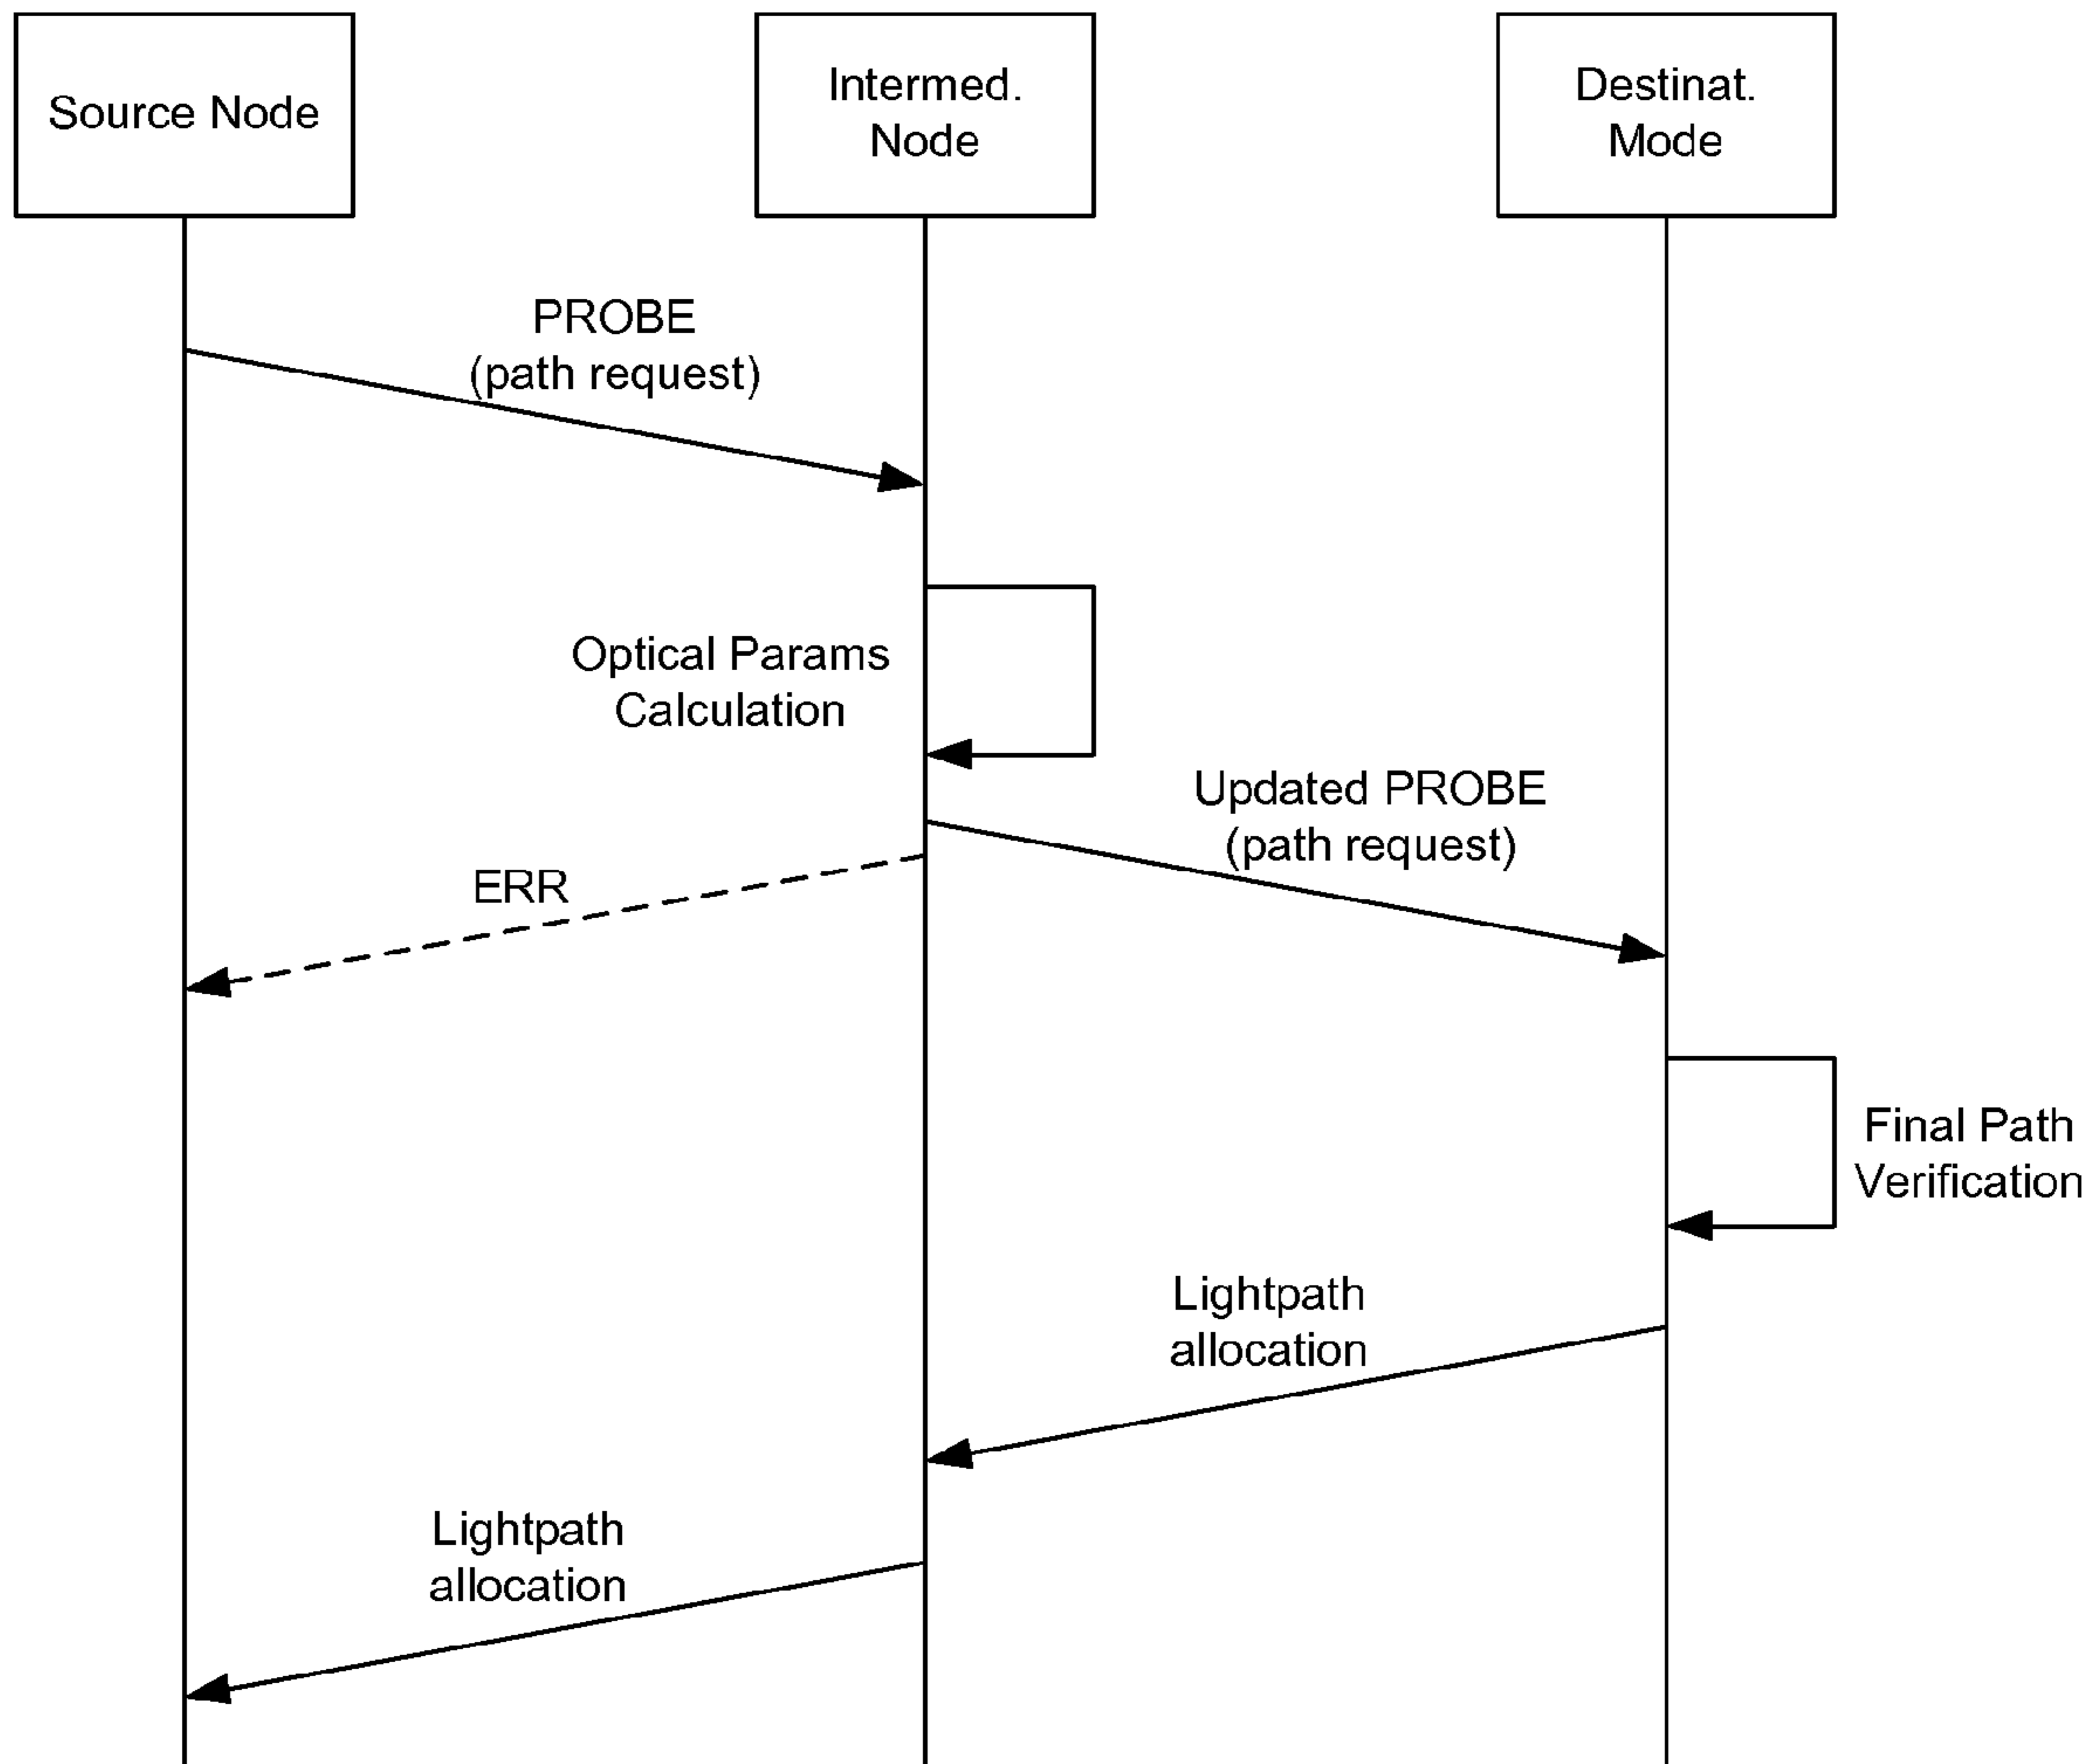 Source Node
Intermed.
Node
Destinat.
Mode
PROBE
(path request)
Optical Params
Calculation
Updated PROBE
(path request)
ERR
Final Path
Verification
Lightpath
allocation
Lightpath
allocation